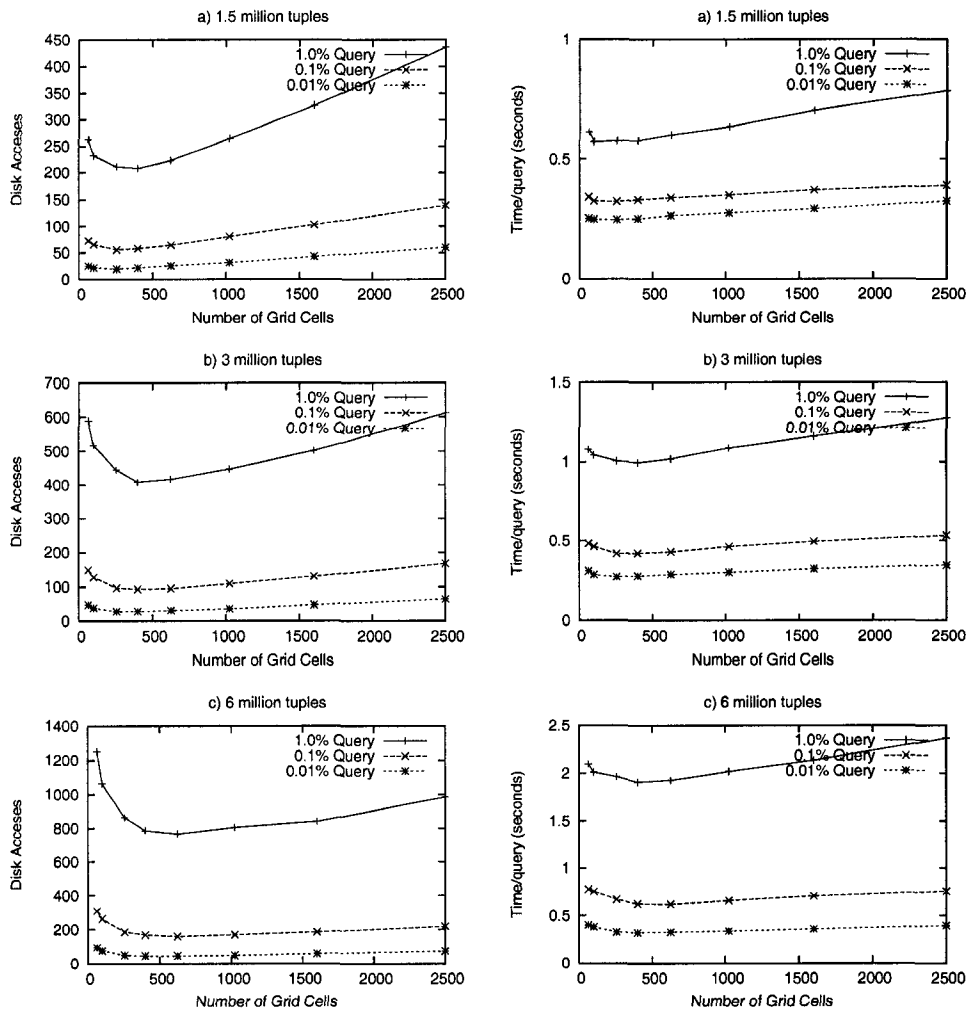 a) 1.5 million tuples
450
400
350
300
250
200
150
100
50
0
Disk Acceses
1.0% Query
0.1% Query
0.01% Query
0 500 1000 1500 2000 2500
Number of Grid Cells
a) 1.5 million tuples
1
0.5
0
Time/query (seconds)
1.0% Query
0.1% Query
0.01% Query
0 500 1000 1500 2000 2500
Number of Grid Cells
b) 3 million tuples
700
600
500
400
300
200
100
0
Disk Acceses
1.0% Query
0.1% Query
0.01% Query
0 500 1000 1500 2000 2500
Number of Grid Cells
b) 3 million tuples
1.5
1
0.5
0
Time/query (seconds)
1.0% Query
0.1% Query
0.01% Query
0 500 1000 1500 2000 2500
Number of Grid Cells
c) 6 million tuples
1400
1200
1000
800
600
400
200
0
Disk Acceses
1.0% Query
0.1% Query
0.01% Query
0 500 1000 1500 2000 2500
Number of Grid Cells
c) 6 million tuples
2.5
2
1.5
1
0.5
0
Time/query (seconds)
1.0% Query
0.1% Query
0.01% Query
0 500 1000 1500 2000 2500
Number of Grid Cells